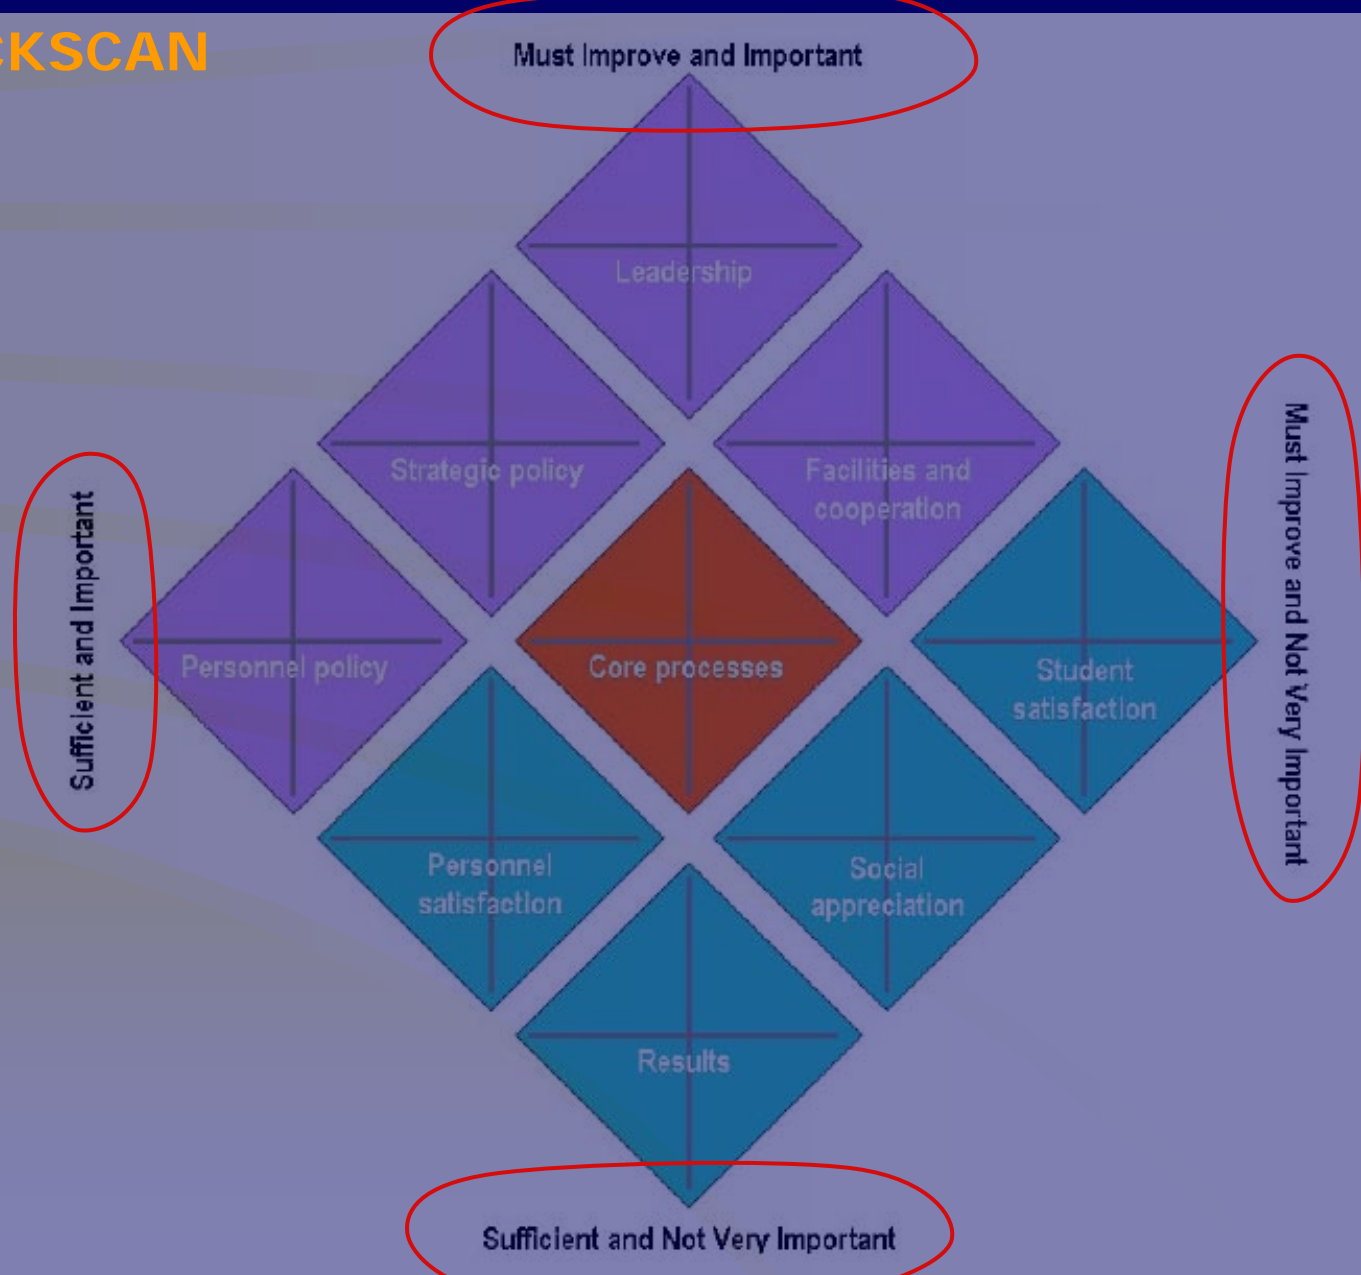 CKSCAN
Must Improve and Important
Leadership
Strategic policy
Facilities and
cooperation
Sufficient and Important
Must Improve and Not Very Important
Personnel policy
Core processes
Student
satisfaction
Personnel
satisfaction
Social
appreciation
Results
Sufficient and Not Very Important